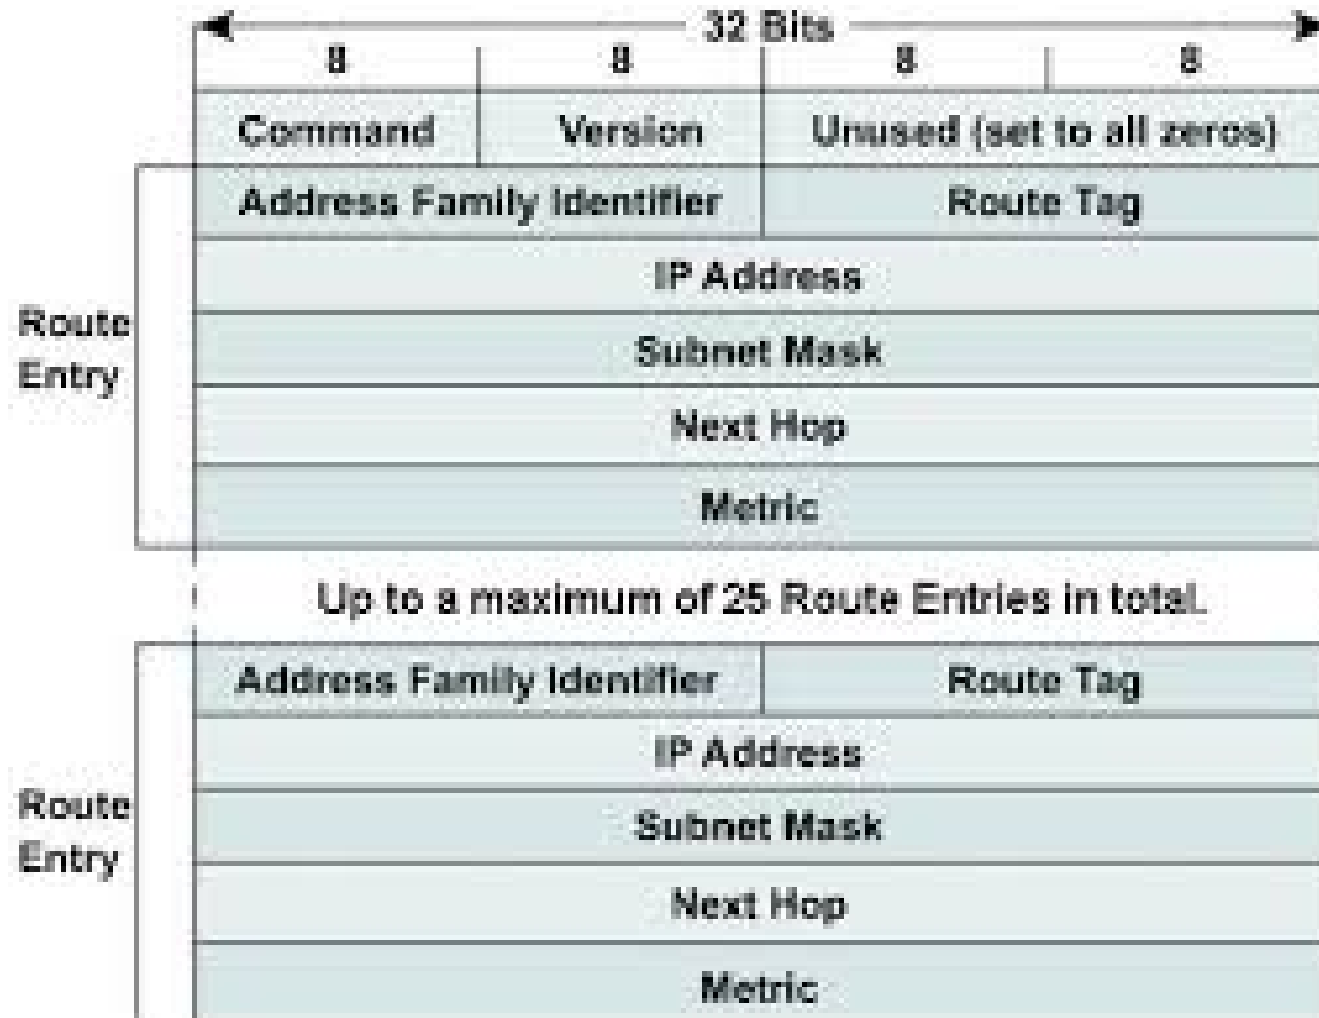 32 Bits
8 8 8 8
Command Version Unused (set to all zeros)
Address Family Identifier Route Tag
IP Address
Route
Entry
Subnet Mask
Next Hop
Metric
Up to a maximum of 25 Route Entries in total.
Address Family Identifier Route Tag
IP Address
Route
Entry
Subnet Mask
Next Hop
Metric